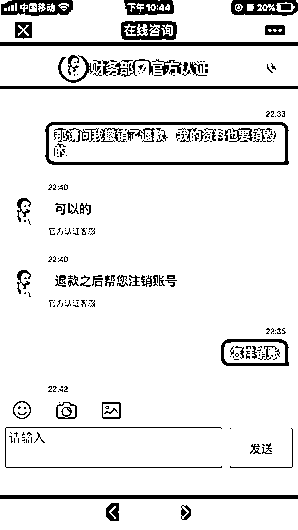 中国移动 下午10:44 20%
在线咨询
财务部 官方认证
22:33
那请问我撤销了退款,我的资料也要销毁
的
22:40
可以的
官方认证客服
22:40
退款之后帮您注销账号
官方认证客服
22:35
怎样销账
22:42
请输入
发送